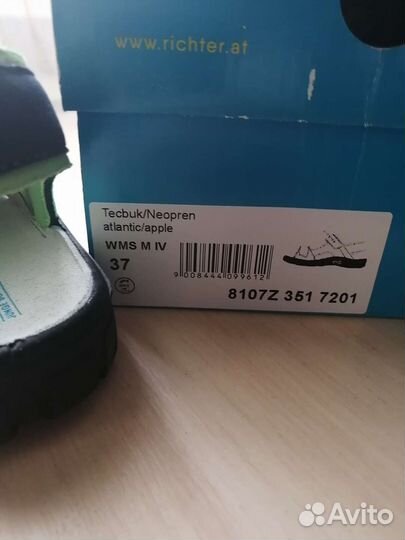 www.richter.at
Tecbuk/Neopren
atlantic/apple
WMS M IV
37
9 008444 099612
8107Z 351 7201
Avito